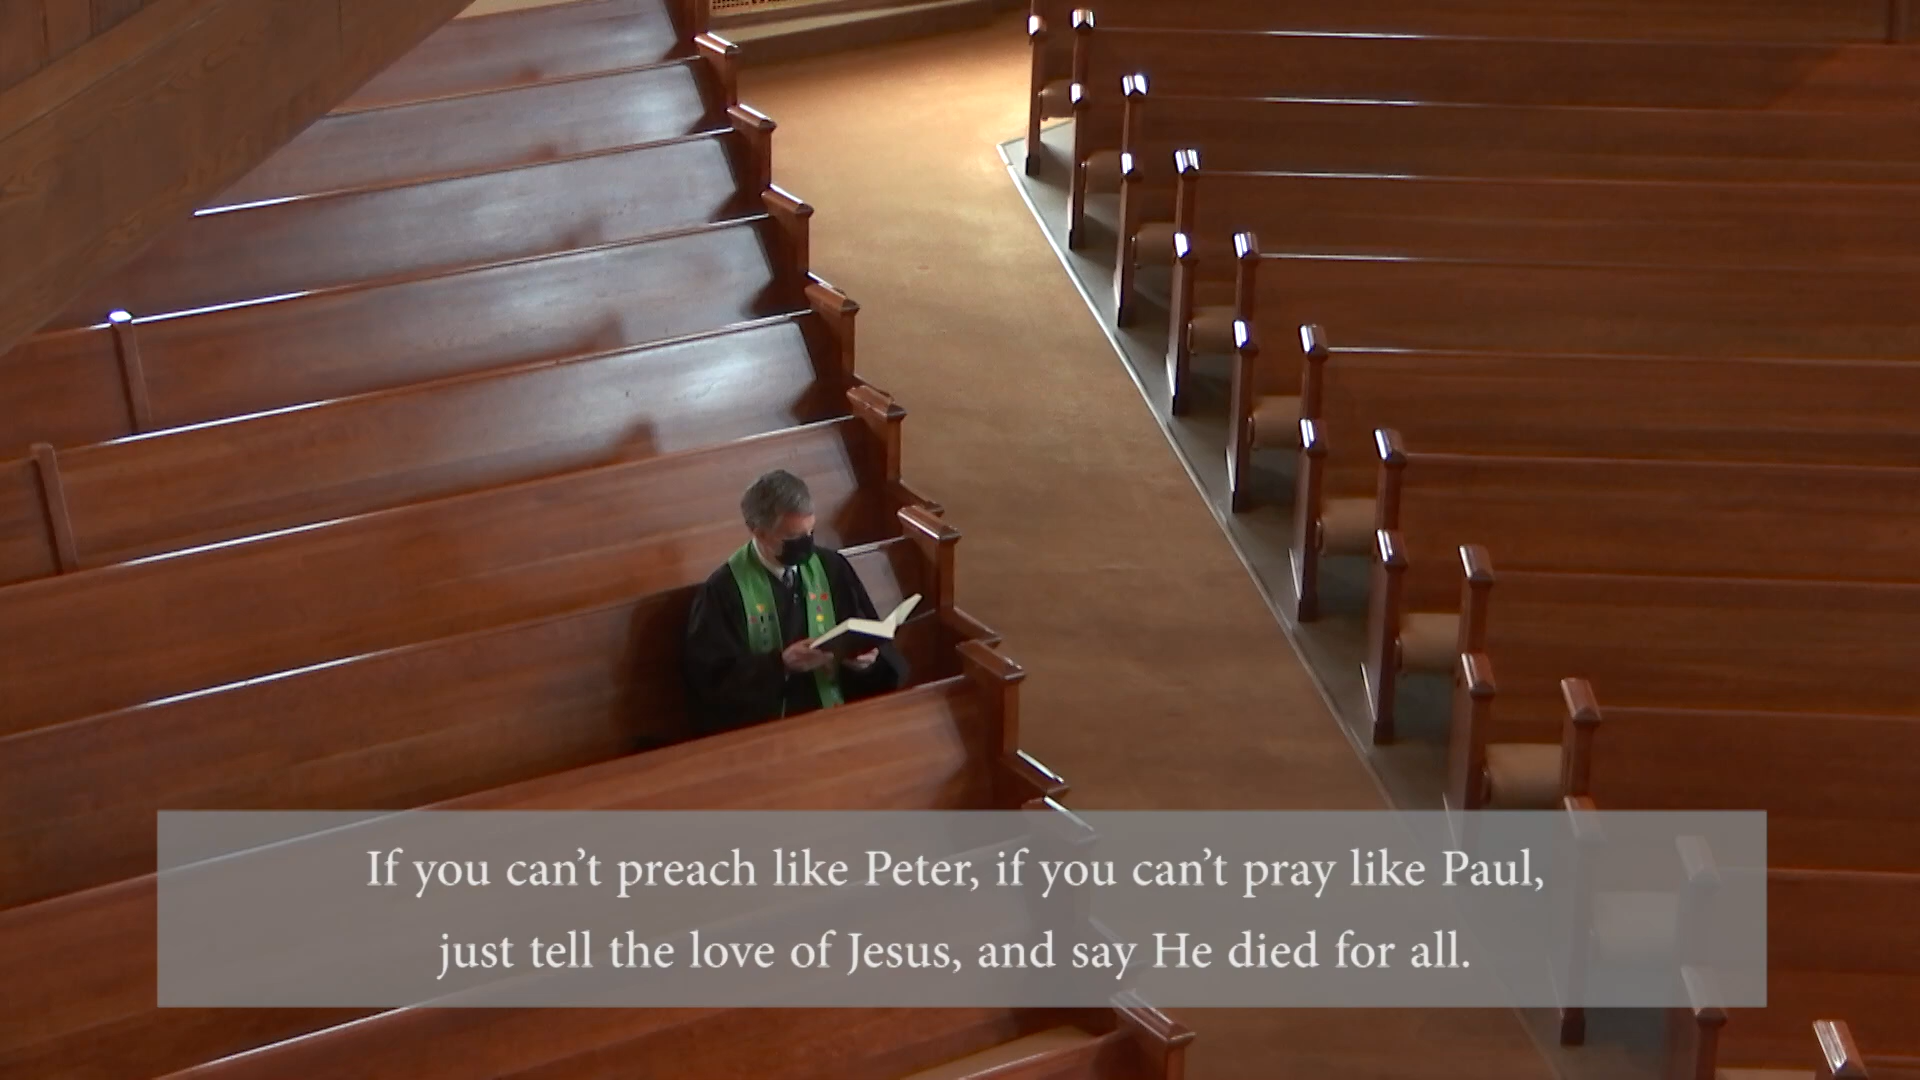 If you can’t preach like Peter, if you can’t pray like Paul,
just tell the love of Jesus, and say He died for all.